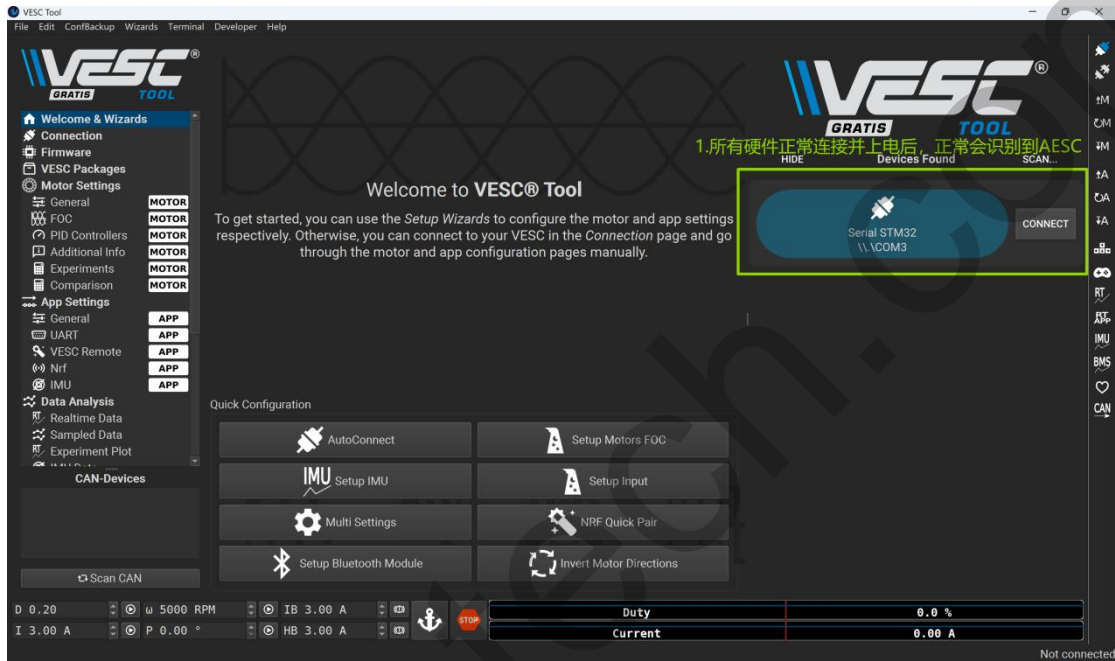 VESC Tool
File Edit ConfBackup Wizards Terminal Developer Help
VESC®
GRATIS TOOL
Welcome & Wizards
Connection
Firmware
VESC Packages
Motor Settings
General MOTOR
FOC MOTOR
PID Controllers MOTOR
Additional Info MOTOR
Experiments MOTOR
Comparison MOTOR
App Settings
General APP
UART APP
VESC Remote APP
Nrf APP
IMU APP
Data Analysis
RT Realtime Data
Sampled Data
RT Experiment Plot
CAN-Devices
Scan CAN
Welcome to VESC® Tool
To get started, you can use the Setup Wizards to configure the motor and app settings
respectively. Otherwise, you can connect to your VESC in the Connection page and go
through the motor and app configuration pages manually.
Quick Configuration
AutoConnect
Setup Motors FOC
IMU Setup IMU
Setup Input
Multi Settings
NRF Quick Pair
Setup Bluetooth Module
Invert Motor Directions
VESC®
GRATIS TOOL
1.所有硬件正常连接并上电后，正常会识别到AESC
HIDE Devices Found SCAN...
Serial STM32
\\.\COM3
CONNECT
M
M
M
A
A
A
RT
RT
APP
IMU
BMS
CAN
D 0.20 ω 5000 RPM IB 3.00 A
I 3.00 A P 0.00 ° HB 3.00 A
STOP
Duty 0.0 %
Current 0.00 A
Not connected